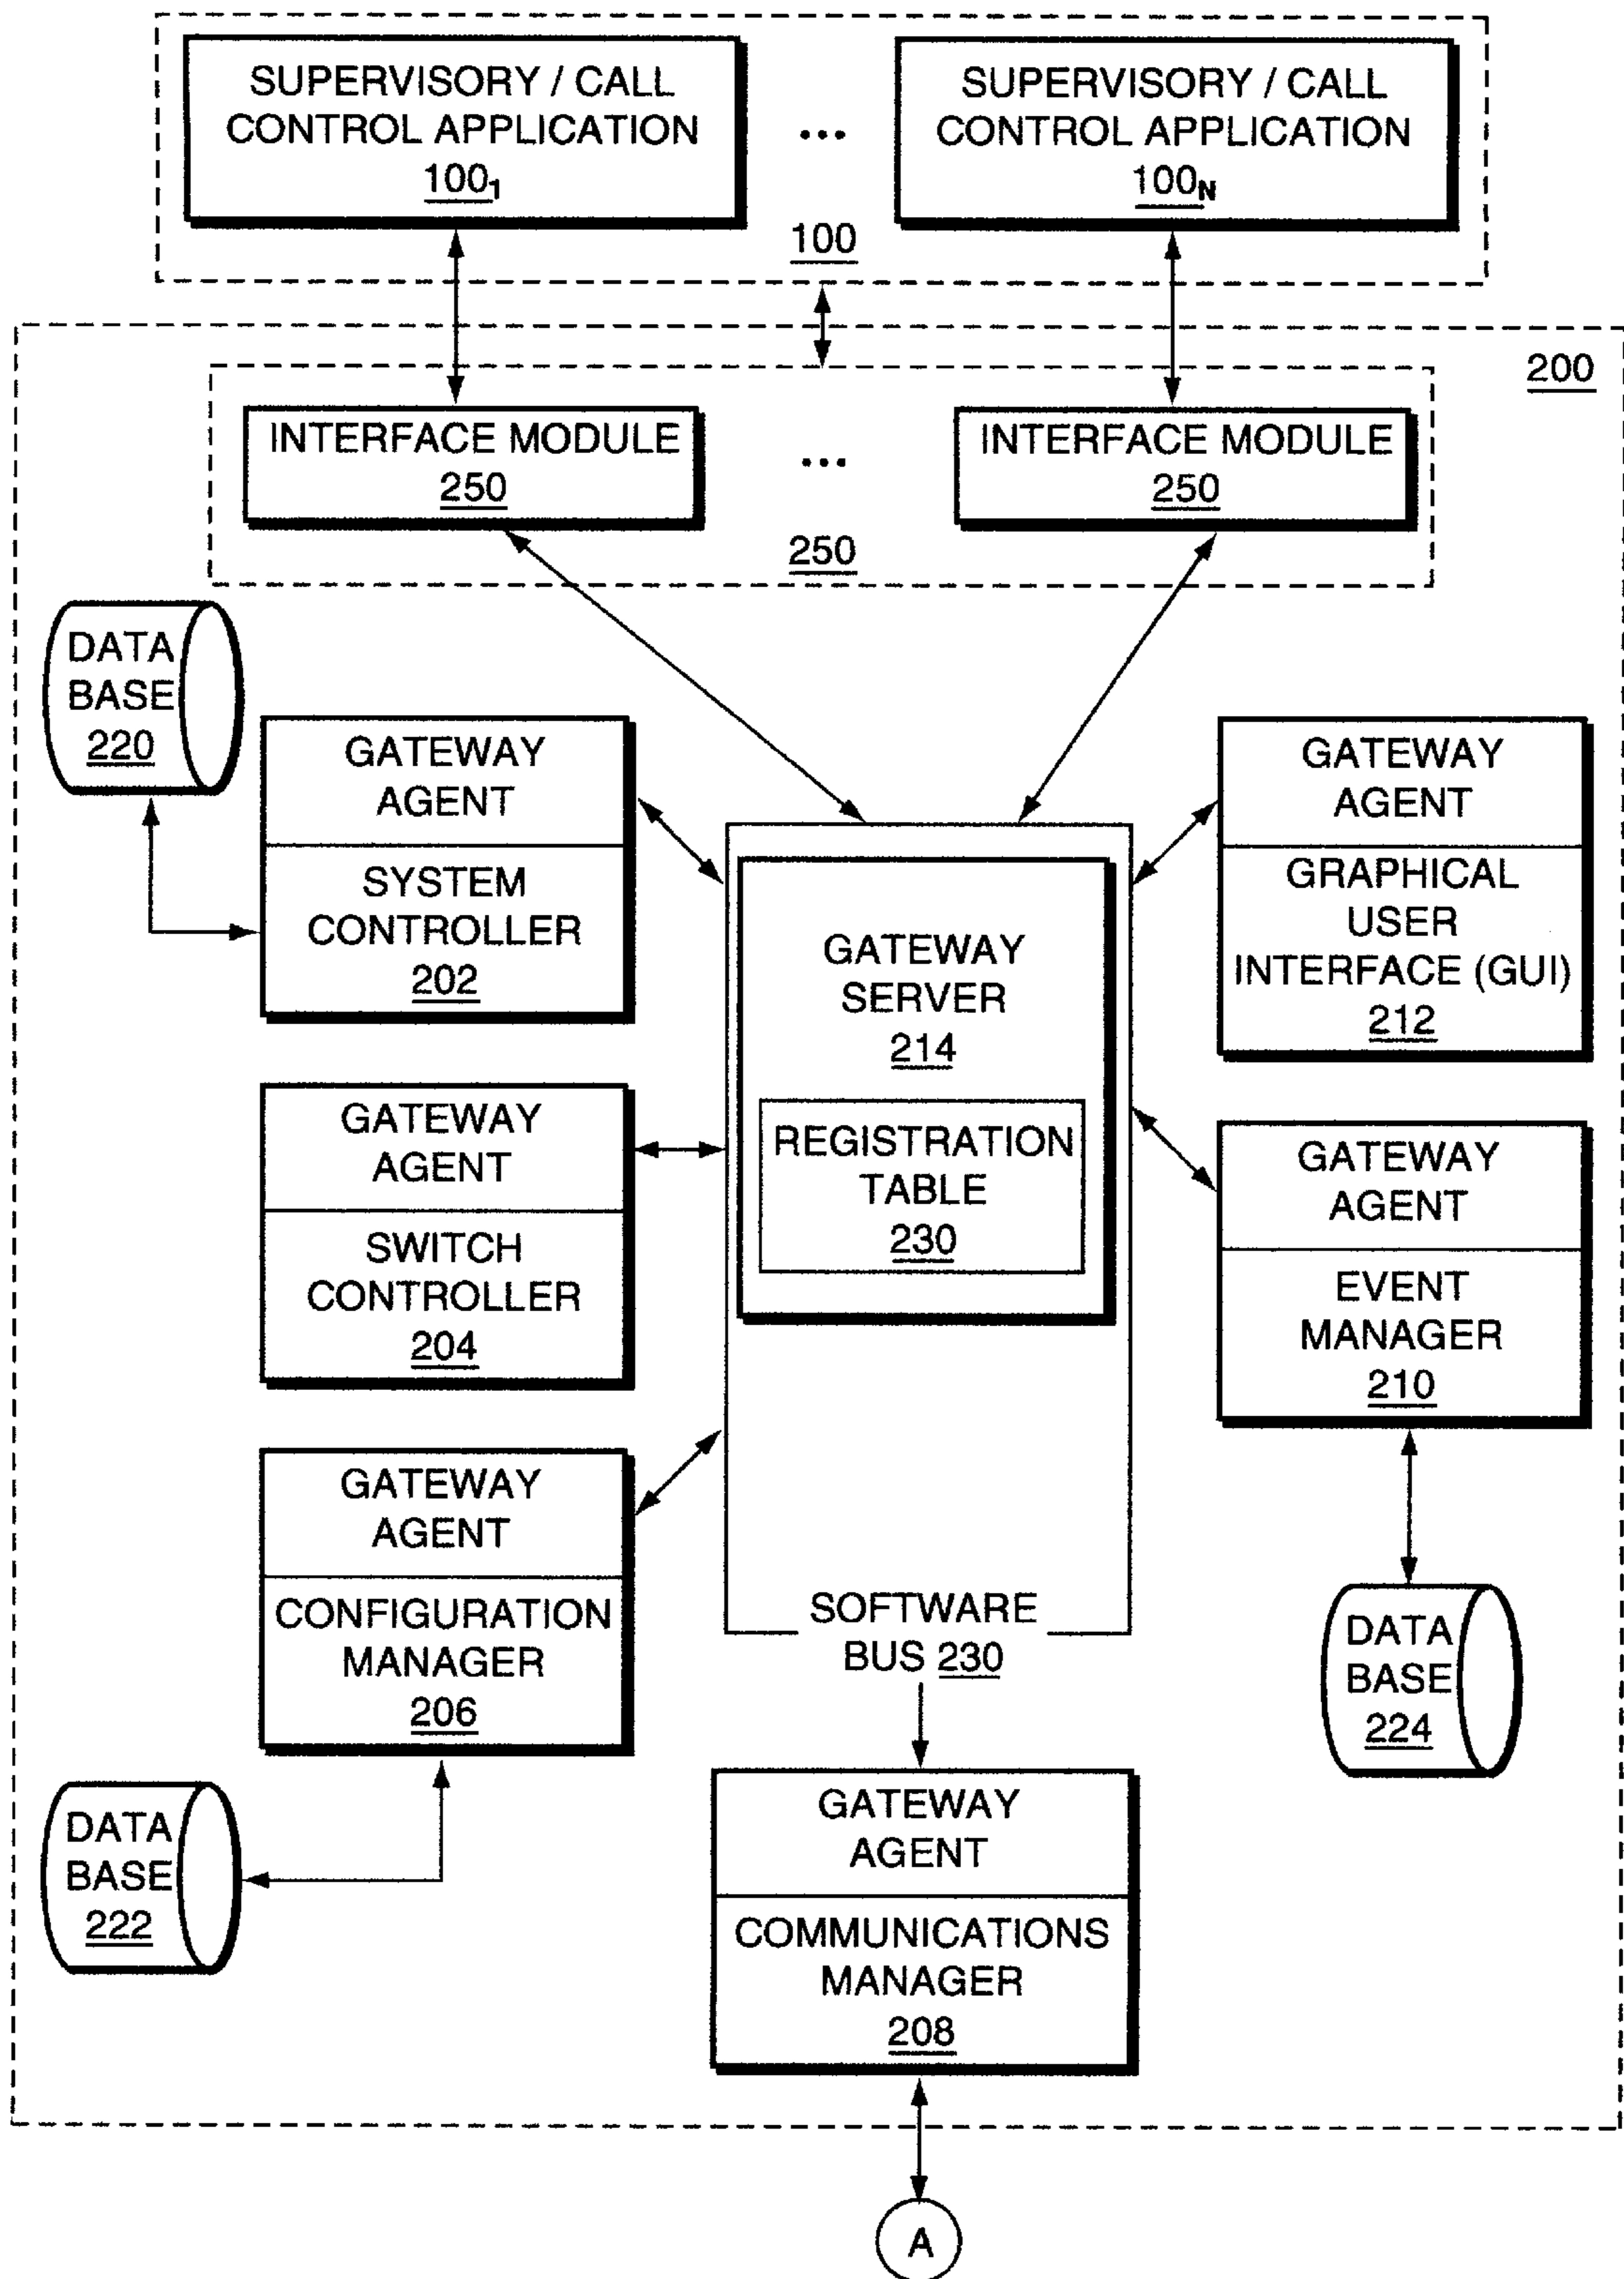 SUPERVISORY / CALL
CONTROL APPLICATION
100₁
...
SUPERVISORY / CALL
CONTROL APPLICATION
100N
100
200
INTERFACE MODULE
250
...
INTERFACE MODULE
250
250
DATA
BASE
220
GATEWAY
AGENT
SYSTEM
CONTROLLER
202
GATEWAY
AGENT
GRAPHICAL
USER
INTERFACE (GUI)
212
GATEWAY
SERVER
214
REGISTRATION
TABLE
230
GATEWAY
AGENT
SWITCH
CONTROLLER
204
GATEWAY
AGENT
EVENT
MANAGER
210
GATEWAY
AGENT
CONFIGURATION
MANAGER
206
SOFTWARE
BUS 230
DATA
BASE
224
DATA
BASE
222
GATEWAY
AGENT
COMMUNICATIONS
MANAGER
208
A